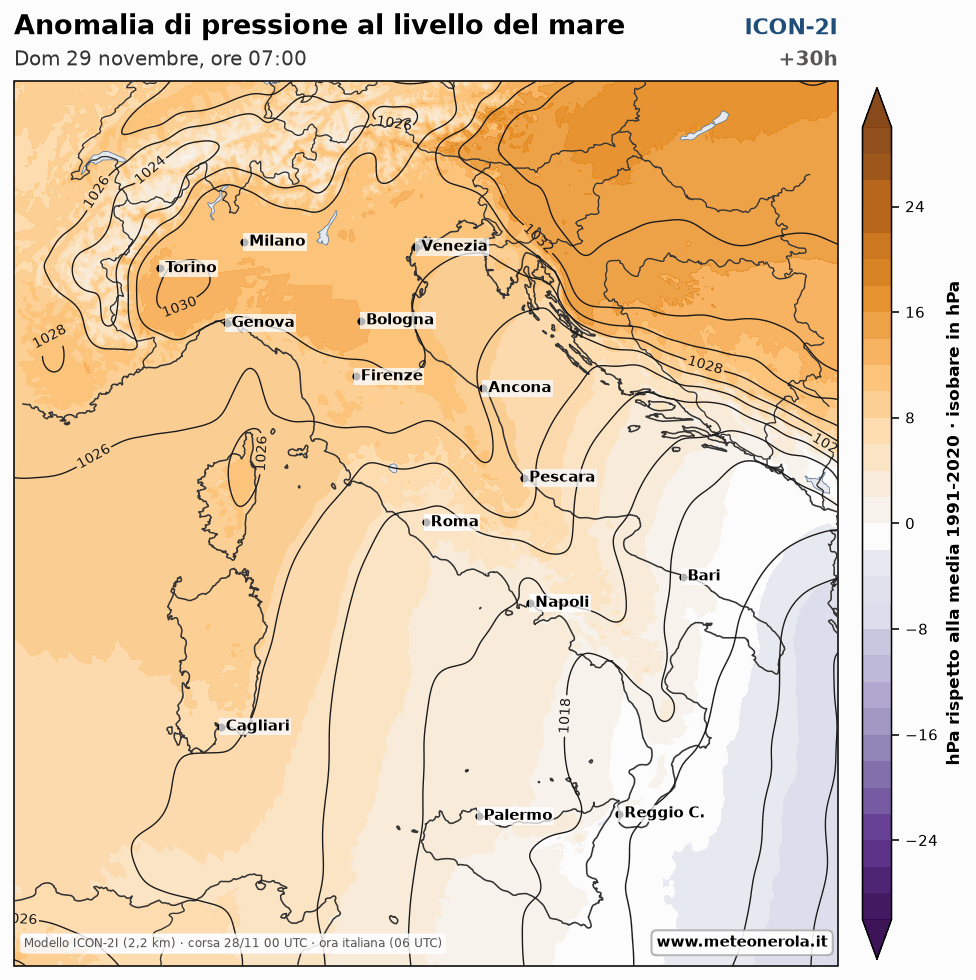 Anomalia di pressione al livello del mare
ICON-2I
Dom 29 novembre, ore 07:00
+30h
1026
1024
1026
Milano
Venezia
1032
Torino
1030
Genova
Bologna
1028
1028
Firenze
Ancona
1026
1026
Pescara
Roma
Bari
Napoli
1018
Cagliari
Palermo
Reggio C.
026
Modello ICON-2I (2,2 km) · corsa 28/11 00 UTC · ora italiana (06 UTC)
www.meteonerola.it
24
16
8
0
−8
−16
−24
hPa rispetto alla media 1991-2020 · isobare in hPa